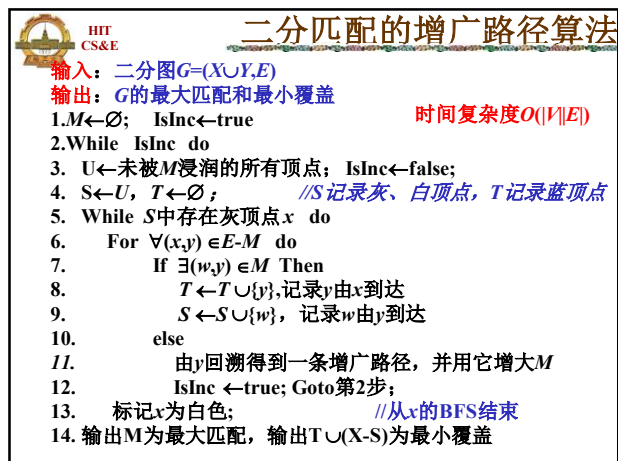 HIT
CS&E
二分匹配的增广路径算法
输入：二分图G=(X∪Y,E)
输出：G的最大匹配和最小覆盖
时间复杂度O(|V||E|)
1.M←∅; IsInc←true
2.While IsInc do
3. U←未被M浸润的所有顶点；IsInc←false;
4. S←U，T←∅； //S记录灰、白顶点，T记录蓝顶点
5. While S中存在灰顶点x do
6. For ∀(x,y)∈E-M do
7. If ∃(w,y)∈M Then
8. T←T∪{y},记录y由x到达
9. S←S∪{w}，记录w由y到达
10. else
11. 由y回溯得到一条增广路径，并用它增大M
12. IsInc ←true; Goto第2步；
13. 标记x为白色; //从x的BFS结束
14. 输出M为最大匹配，输出T∪(X-S)为最小覆盖